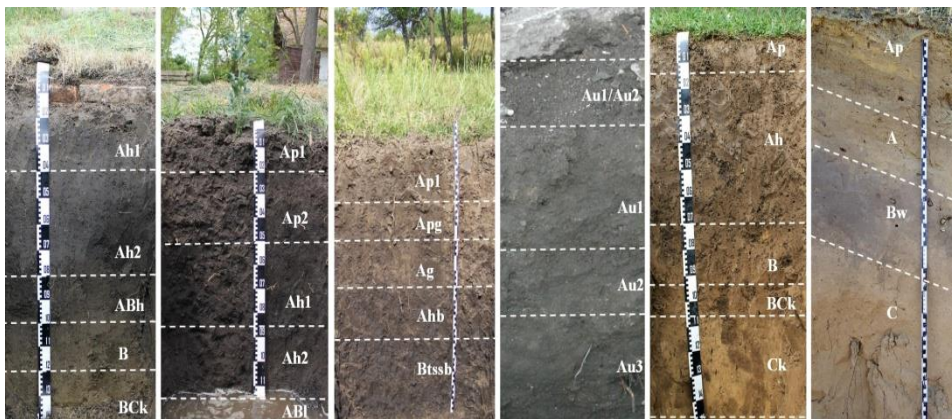 Ah1
Ah2
ABh
B
BCk
Ap1
Ap2
Ah1
Ah2
ABl
Ap1
Apg
Ag
Ahb
Btssb
Au1/Au2
Au1
Au2
Au3
Ap
Ah
B
BCk
Ck
Ap
A
Bw
C